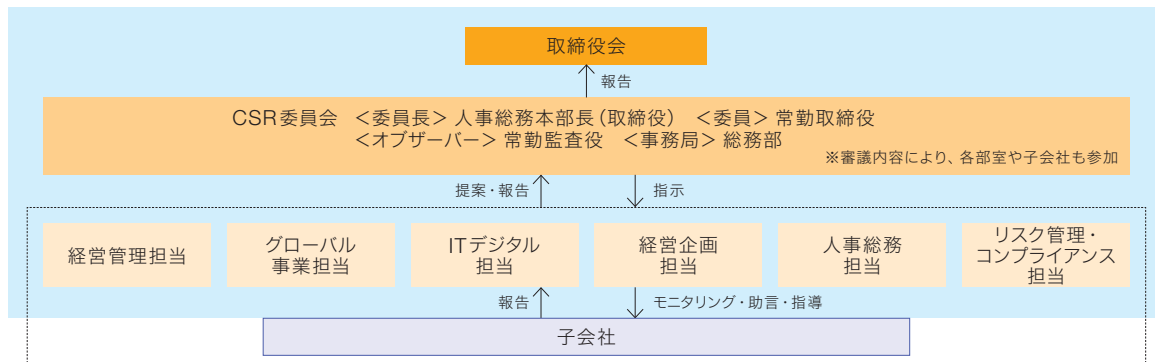 取締役会
報告
CSR委員会 <委員長> 人事総務本部長(取締役) <委員> 常勤取締役
<オブザーバー> 常勤監査役 <事務局> 総務部
※審議内容により、各部室や子会社も参加
提案・報告
指示
経営管理担当
グローバル
事業担当
ITデジタル
担当
経営企画
担当
人事総務
担当
リスク管理・
コンプライアンス
担当
報告
モニタリング・助言・指導
子会社